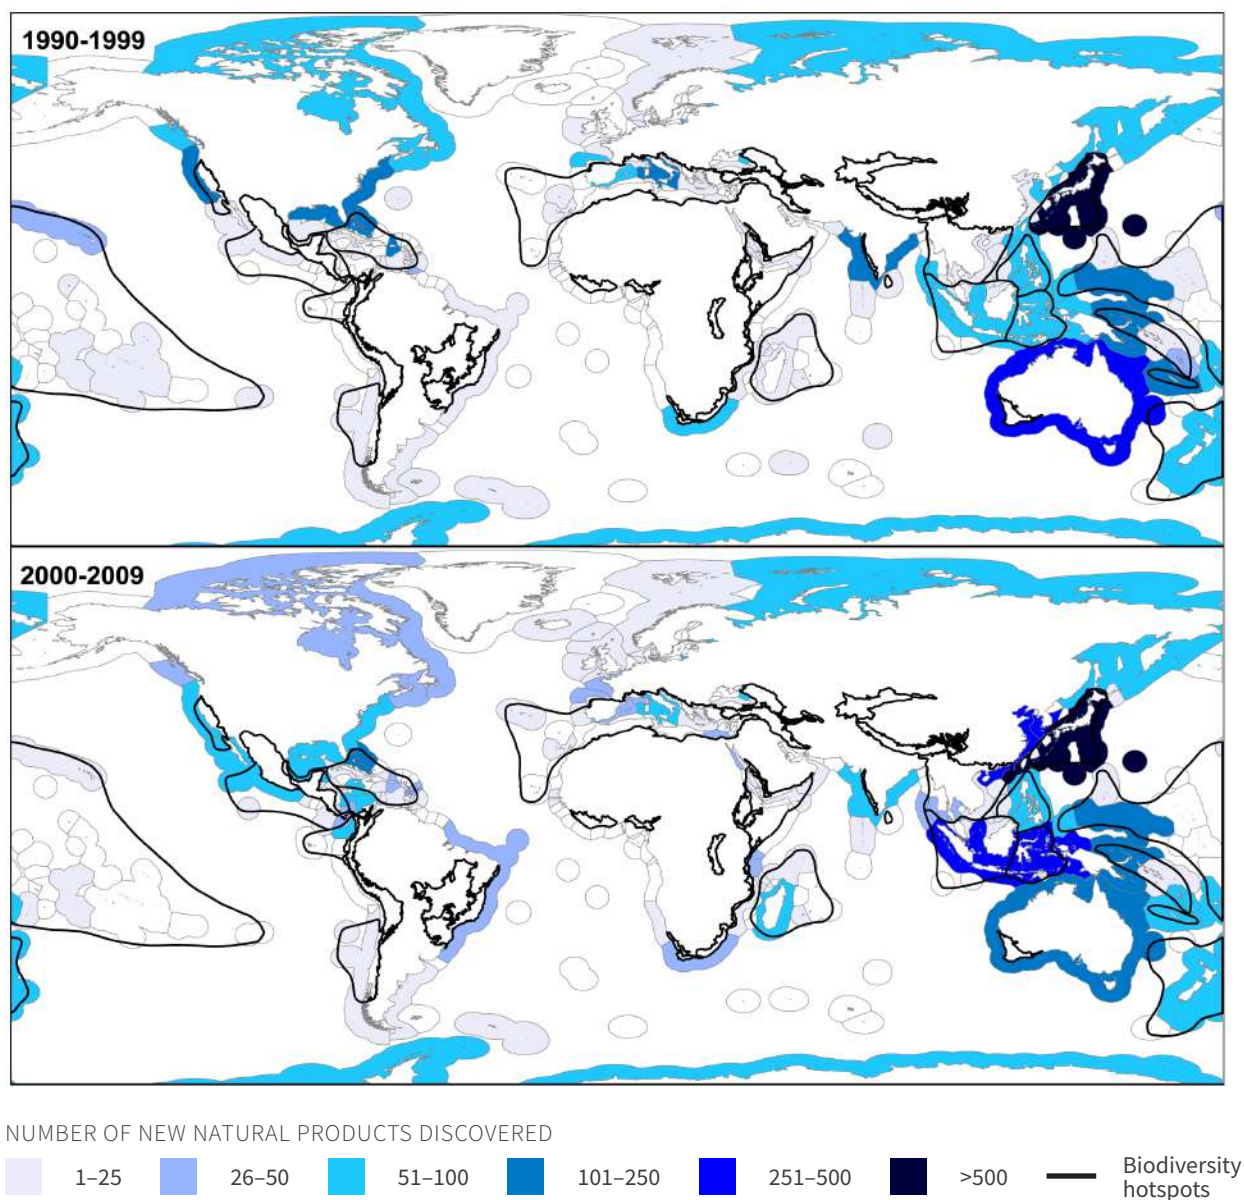 1990-1999
2000-2009
NUMBER OF NEW NATURAL PRODUCTS DISCOVERED
1–25
26–50
51–100
101–250
251–500
>500
Biodiversity
hotspots